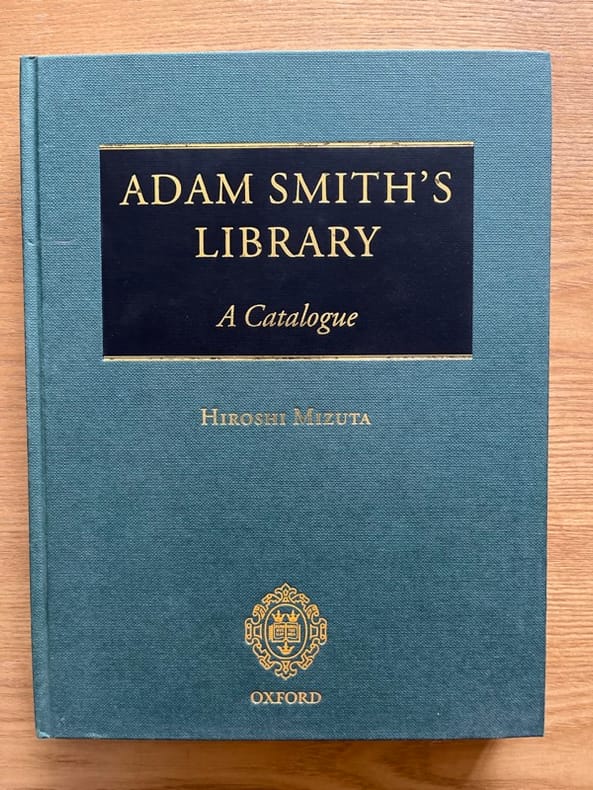 ADAM SMITH'S
LIBRARY
A Catalogue
HIROSHI MIZUTA
OXFORD